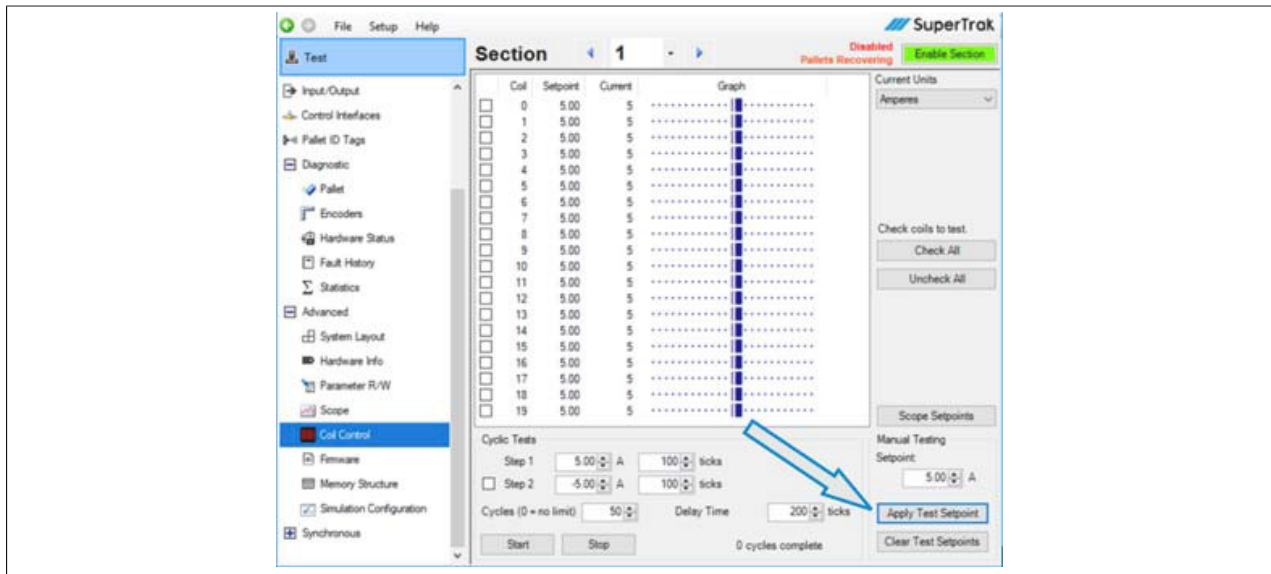 File Setup Help
SuperTrak
Test
Section 1 -
Disabled
Pallets Recovering
Enable Section
Input/Output
Control Interfaces
Pallet ID Tags
Diagnostic
Pallet
Encoders
Hardware Status
Fault History
Statistics
Advanced
System Layout
Hardware Info
Parameter R/W
Scope
Coil Control
Firmware
Memory Structure
Simulation Configuration
Synchronous
Coil Setpoint Current Graph
0 5.00 5
1 5.00 5
2 5.00 5
3 5.00 5
4 5.00 5
5 5.00 5
6 5.00 5
7 5.00 5
8 5.00 5
9 5.00 5
10 5.00 5
11 5.00 5
12 5.00 5
13 5.00 5
14 5.00 5
15 5.00 5
16 5.00 5
17 5.00 5
18 5.00 5
19 5.00 5
Current Units
Amperes
Check coils to test.
Check All
Uncheck All
Scope Setpoints
Cyclic Tests
Step 1 5.00 A 100 ticks
Step 2 -5.00 A 100 ticks
Cycles (0 = no limit) 50 Delay Time 200 ticks
Start Stop 0 cycles complete
Manual Testing
Setpoint:
5.00 A
Apply Test Setpoint
Clear Test Setpoints